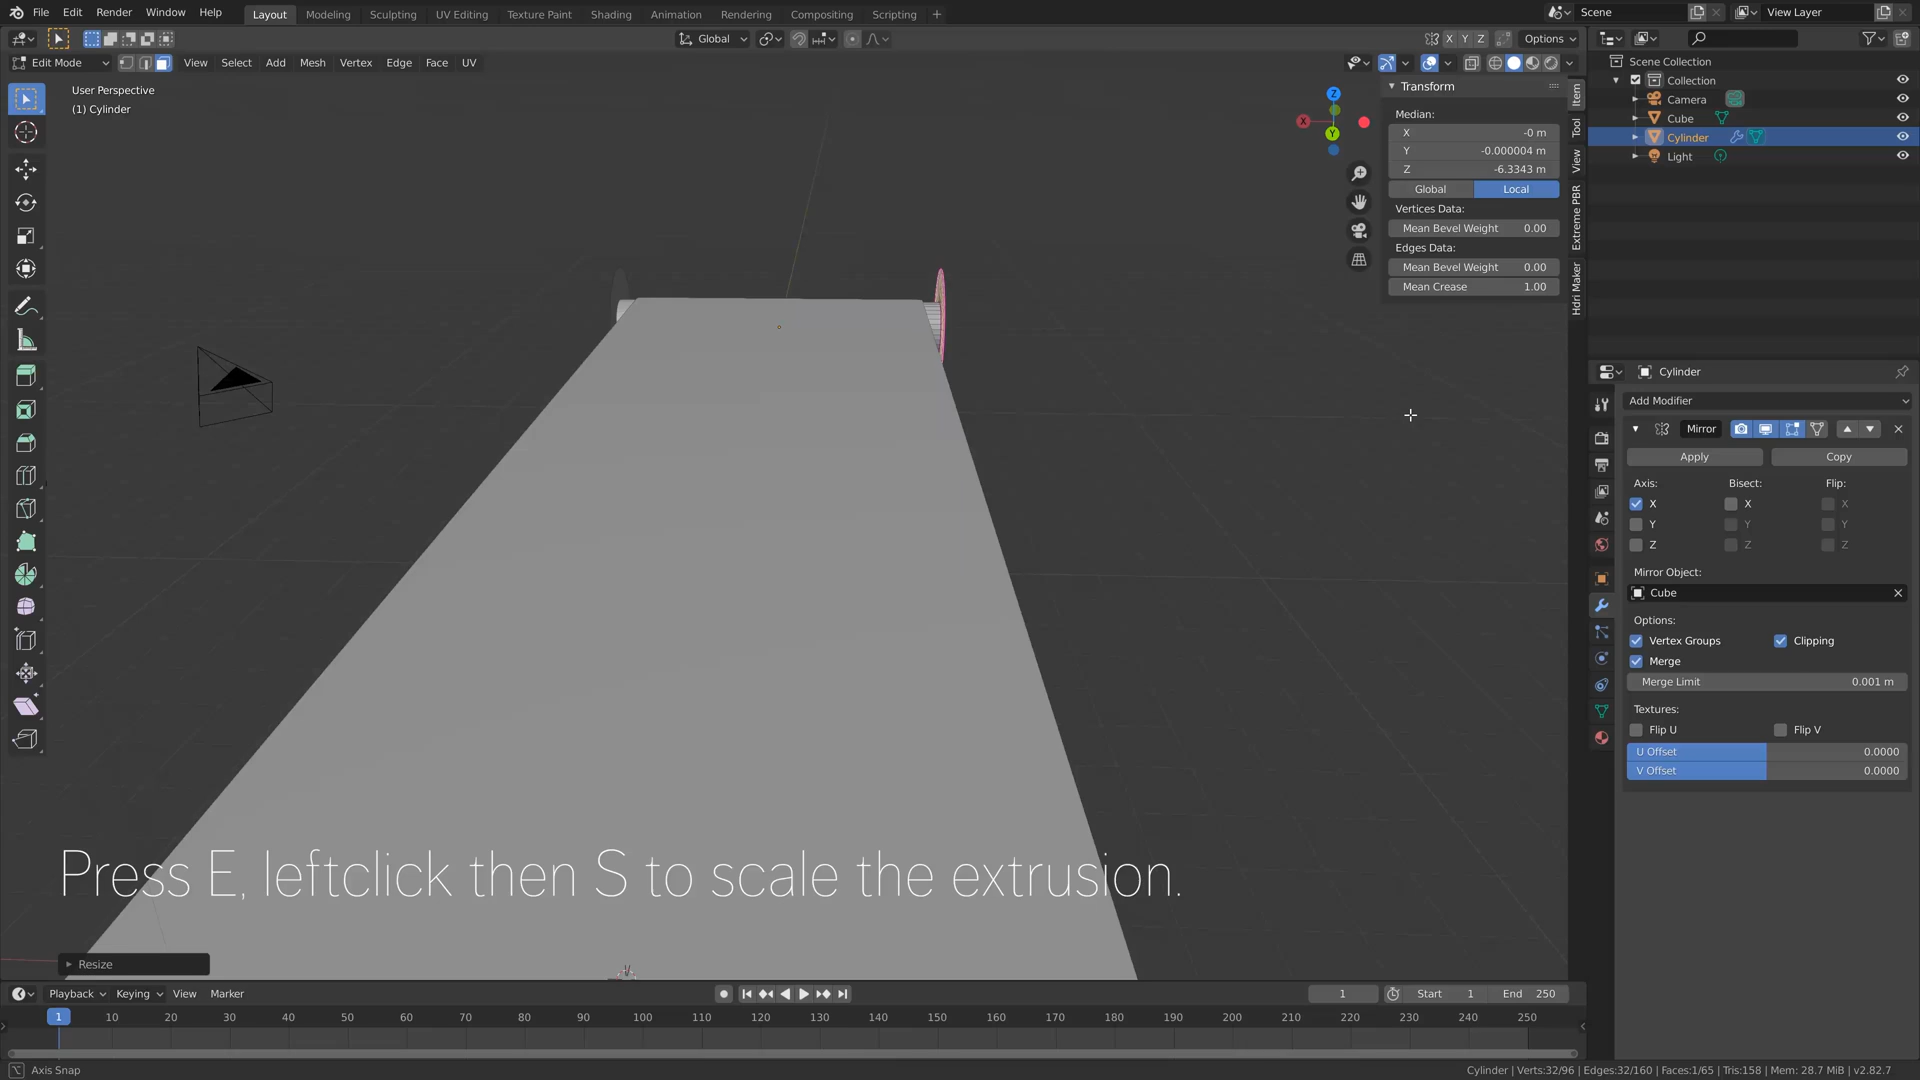 File Edit Render Window Help Layout Modeling Sculpting UV Editing Texture Paint Shading Animation Rendering Compositing Scripting + Scene View Layer
Global X Y Z Options
Edit Mode View Select Add Mesh Vertex Edge Face UV
User Perspective
(1) Cylinder
Z
X
Y
Transform
Median:
X -0 m
Y -0.000004 m
Z -6.3343 m
Global Local
Vertices Data:
Mean Bevel Weight 0.00
Edges Data:
Mean Bevel Weight 0.00
Mean Crease 1.00
Item
Tool
View
Extreme PBR
Hdri Maker
Scene Collection
Collection
Camera
Cube
Cylinder
Light
Cylinder
Add Modifier
Mirror
Apply Copy
Axis: Bisect: Flip:
X X X
Y Y Y
Z Z Z
Mirror Object:
Cube
Options:
Vertex Groups Clipping
Merge
Merge Limit 0.001 m
Textures:
Flip U Flip V
U Offset 0.0000
V Offset 0.0000
Press E, leftclick then S to scale the extrusion.
Resize
Playback Keying View Marker 1 Start 1 End 250
1 10 20 30 40 50 60 70 80 90 100 110 120 130 140 150 160 170 180 190 200 210 220 230 240 250
Axis Snap
Cylinder | Verts:32/96 | Edges:32/160 | Faces:1/65 | Tris:158 | Mem: 28.7 MiB | v2.82.7